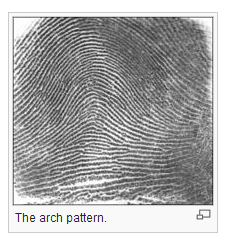 The arch pattern.